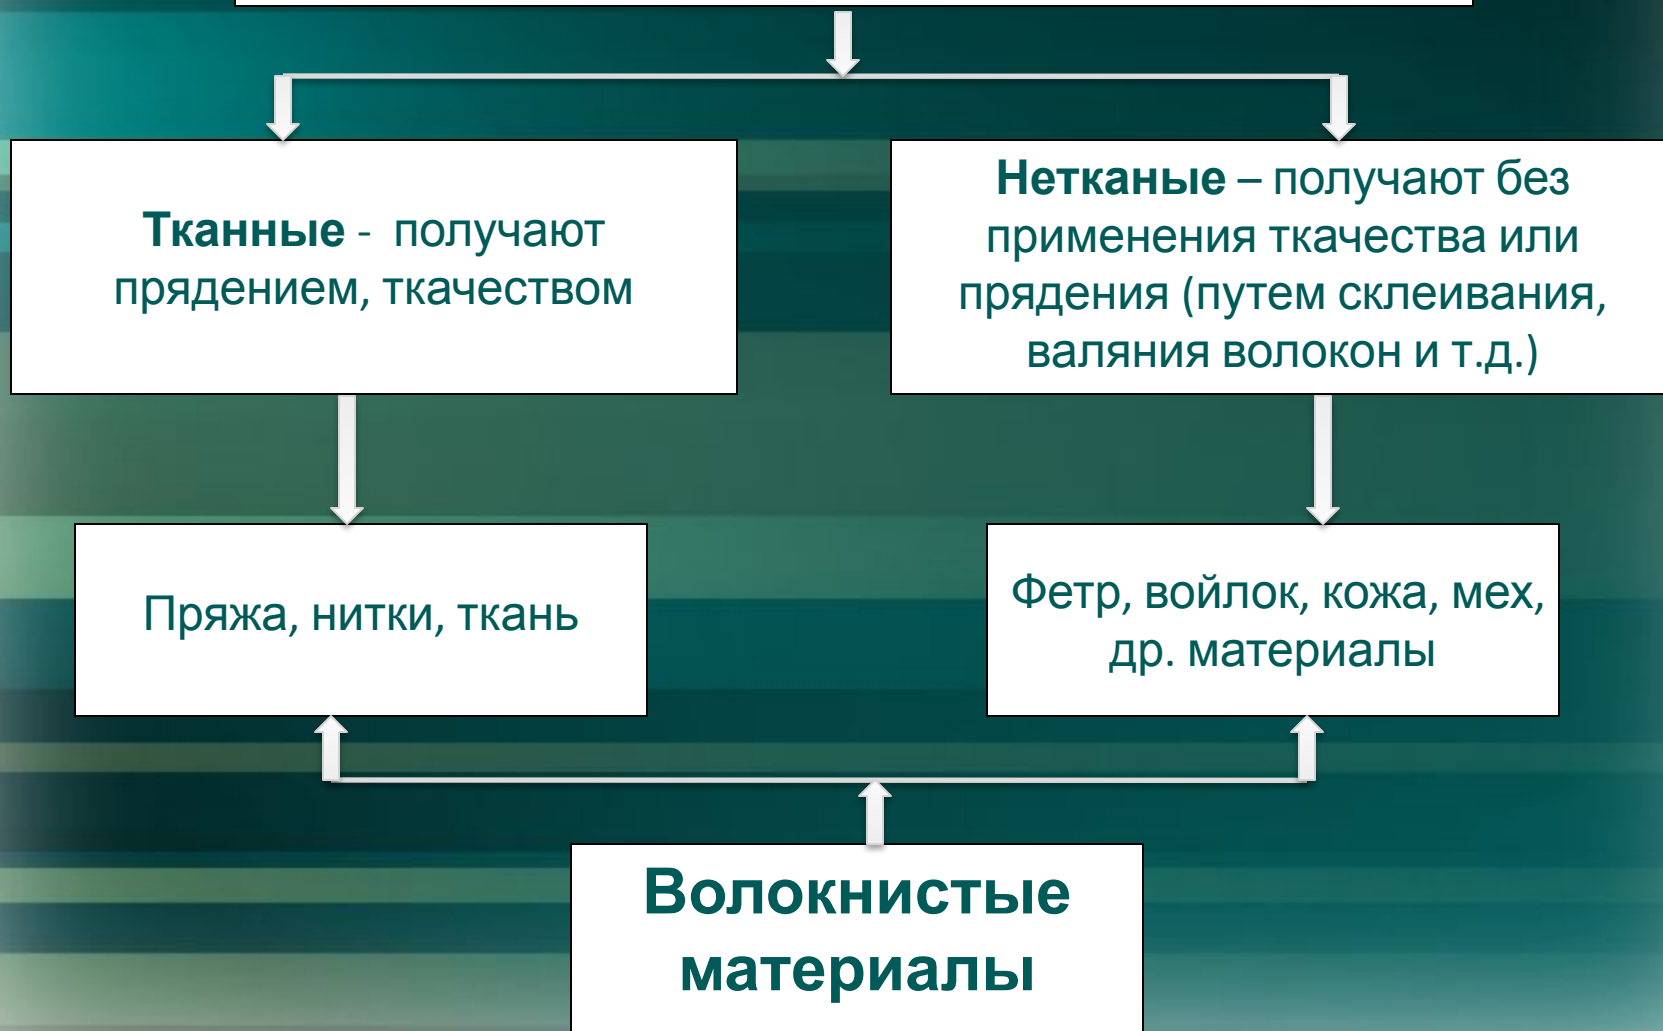 Тканные - получают
прядением, ткачеством
Нетканые – получают без
применения ткачества или
прядения (путем склеивания,
валяния волокон и т.д.)
Пряжа, нитки, ткань
Фетр, войлок, кожа, мех,
др. материалы
Волокнистые
материалы